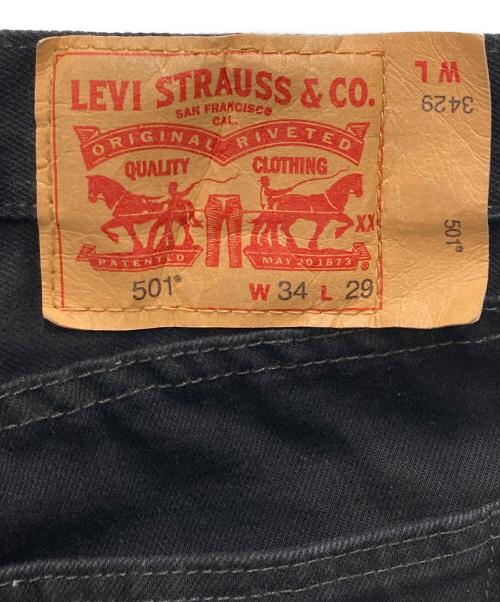 LEVI STRAUSS & CO.
SAN FRANCISCO
CAL.
ORIGINAL RIVETED
QUALITY CLOTHING
XX
PATENTED MAY 20 1873 ®
501® W 34 L 29
W L
3429
501®